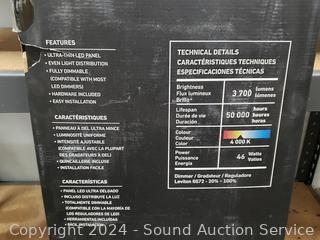 FEATURES
• ULTRA-THIN LED PANEL
• EVEN LIGHT DISTRIBUTION
• FULLY DIMMABLE
(COMPATIBLE WITH MOST
LED DIMMERS)
• HARDWARE INCLUDED
• EASY INSTALLATION
CARACTÉRISTIQUES
• PANNEAU À DEL ULTRA MINCE
• LUMINOSITÉ UNIFORME
• INTENSITÉ AJUSTABLE
(COMPATIBLE AVEC LA PLUPART
DES GRADATEURS À DEL)
• QUINCAILLERIE INCLUSE
• INSTALLATION FACILE
CARACTERÍSTICAS
• PANEL LED ULTRA DELGADO
• INCLUSO DISTRIBUTE LA LUZ
• TOTALMENTE DIMMABLE
(COMPATIBLE CON LA MAYORÍA DE
LOS REGULADORES DE LED)
• HERRAMIENTAS INCLUIDAS
TECHNICAL DETAILS
CARACTÉRISTIQUES TECHNIQUES
ESPECIFICACIONES TÉCNICAS
Brightness
Flux lumineux
Brillo
3 700
lumens
lúmenes
Lifespan
Durée de vie
Duración
50 000
hours
heures
horas
Colour
Couleur
Color
4 000 K
Power
Puissance
Energía
46
Watts
Vatios
Dimmer / Gradateur / Reguladore
Leviton 6672 - 20% - 100%
Copyright 2024 - Sound Auction Service